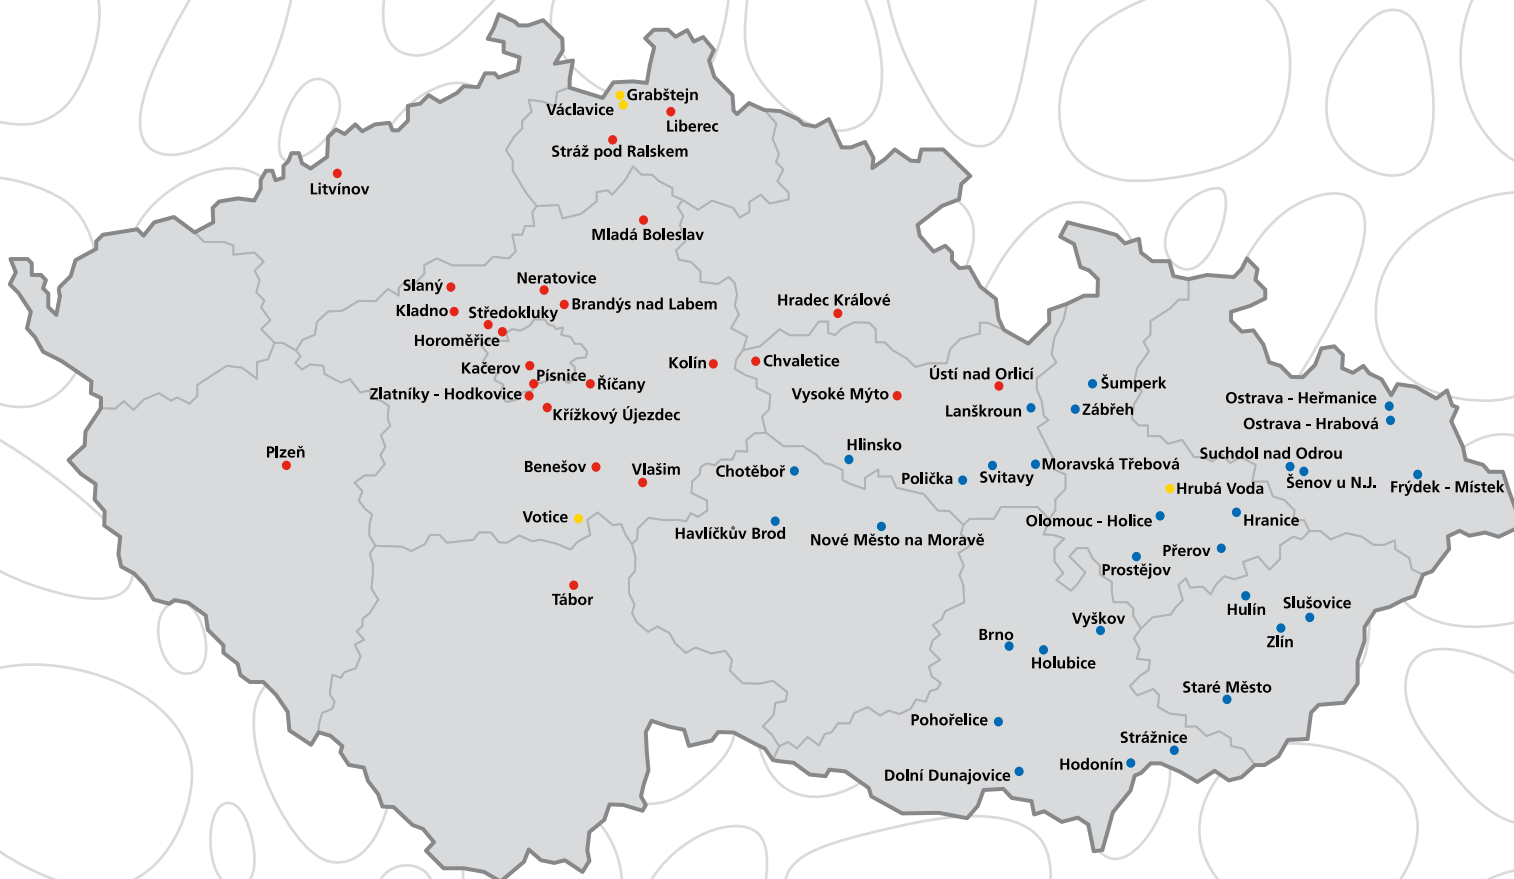 Grabštejn
Václavice
Liberec
Stráž pod Ralskem
Litvínov
Mladá Boleslav
Neratovice
Slaný
Brandýs nad Labem
Hradec Králové
Kladno
Středokluky
Horoměřice
Kačerov
Kolín
Chvaletice
Písnice
Říčany
Ústí nad Orlicí
Šumperk
Zlatníky - Hodkovice
Vysoké Mýto
Ostrava - Heřmanice
Křížkový Újezdec
Lanškroun
Zábřeh
Ostrava - Hrabová
Plzeň
Hlinsko
Suchdol nad Odrou
Benešov
Vlašim
Chotěboř
Moravská Třebová
Polička
Svitavy
Šenov u N.J.
Hrubá Voda
Frýdek - Místek
Votice
Olomouc - Holice
Hranice
Havlíčkův Brod
Nové Město na Moravě
Přerov
Prostějov
Tábor
Hulín
Slušovice
Vyškov
Brno
Zlín
Holubice
Staré Město
Pohořelice
Strážnice
Hodonín
Dolní Dunajovice